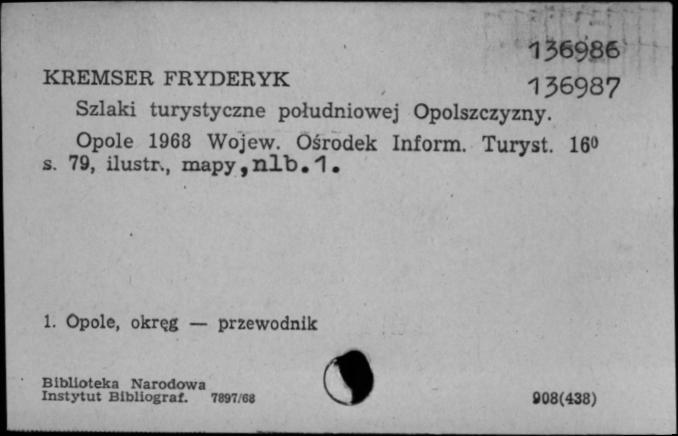 136986
KREMSER FRYDERYK 136987
Szlaki turystyczne południowej Opolszczyzny.
Opole 1968 Wojew. Ośrodek Inform. Turyst. 16⁰
s. 79, ilustr., mapy, nlb. 1.
1. Opole, okręg — przewodnik
Biblioteka Narodowa
Instytut Bibliograf. 7897/68 908(438)